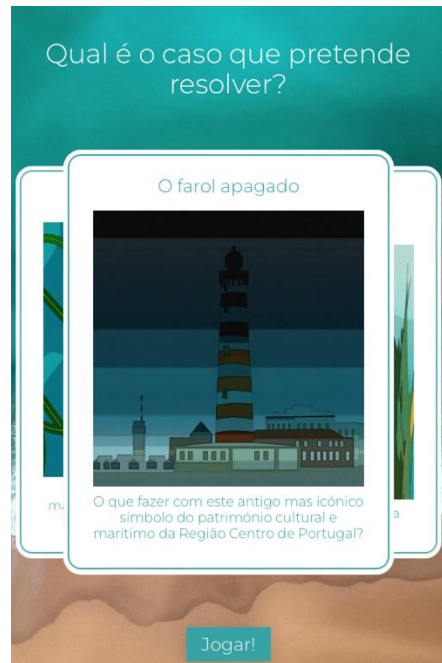 Qual é o caso que pretende
resolver?
O farol apagado
O que fazer com este antigo mas icónico
símbolo do património cultural e
marítimo da Região Centro de Portugal?
Jogar!